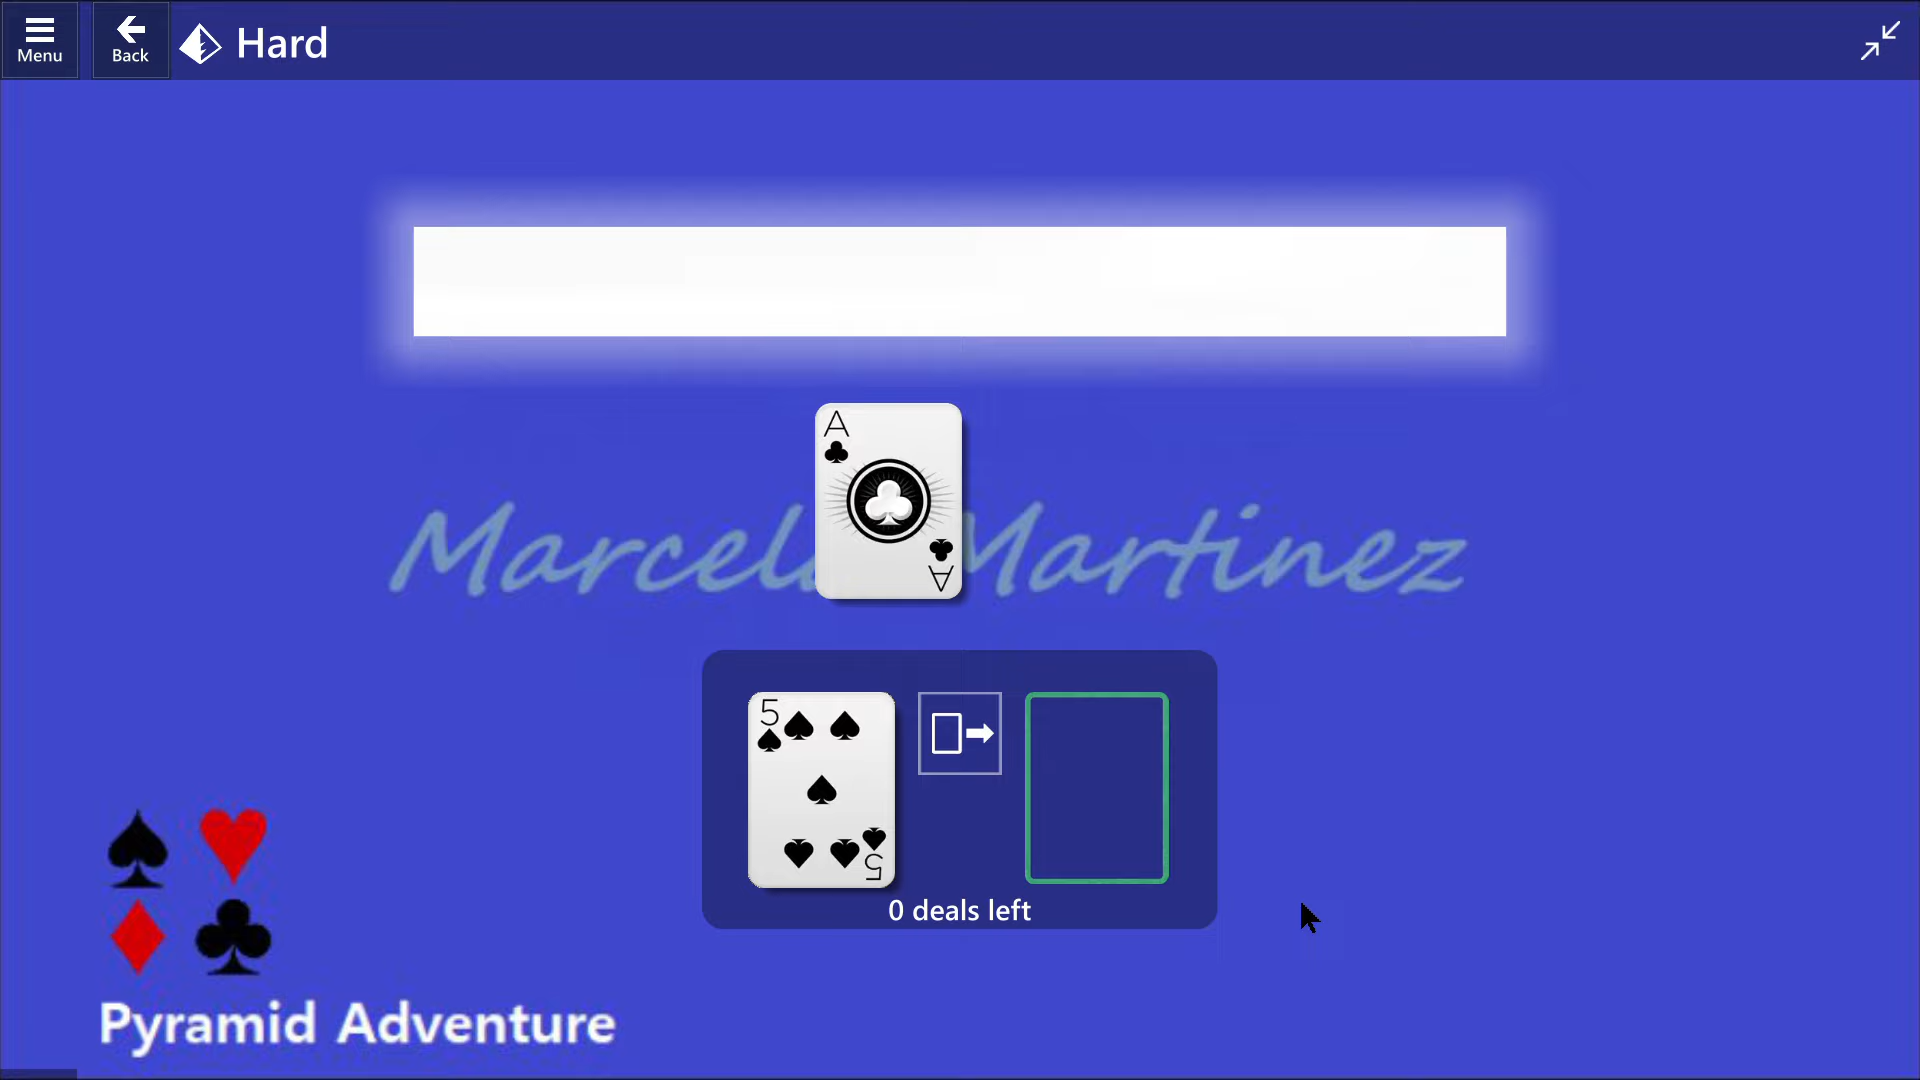 Menu
Back
Hard
A
Marcel Martinez
A
5
5
0 deals left
Pyramid Adventure